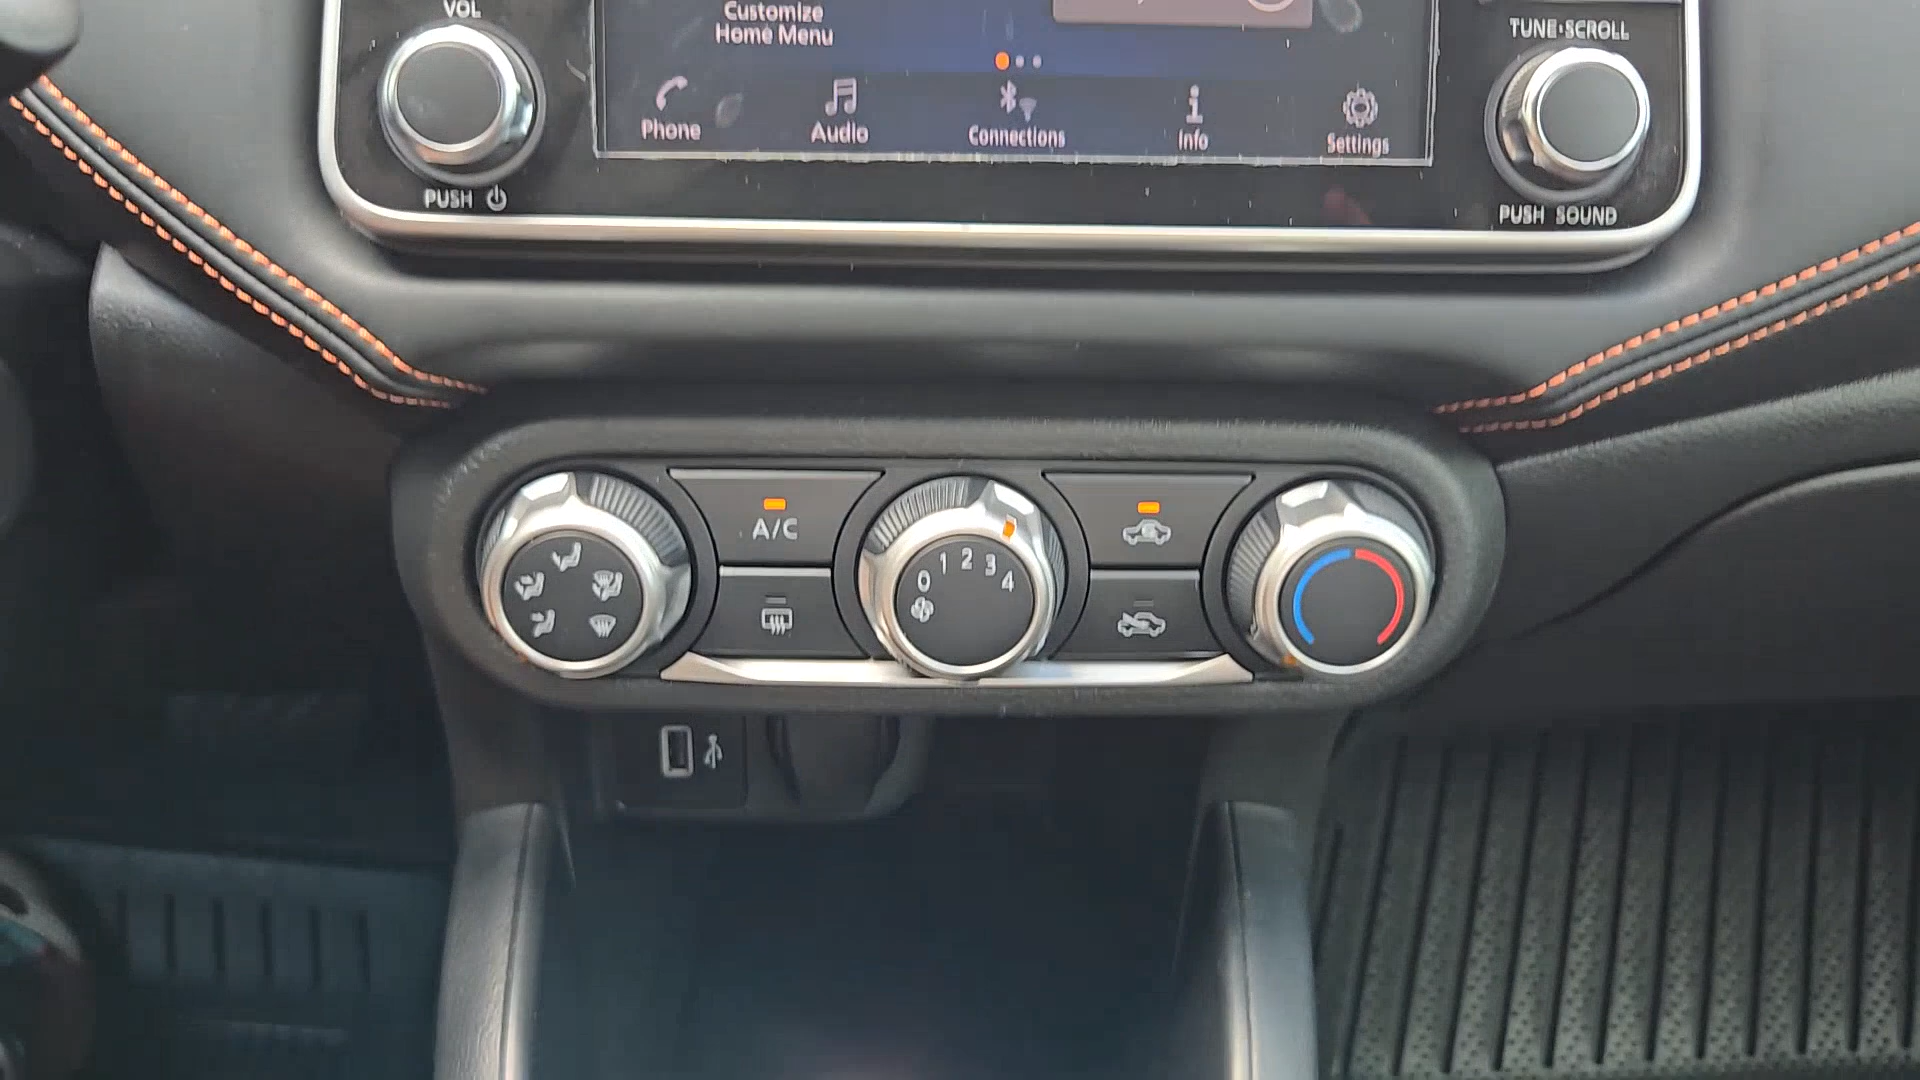 VOL
Customize
Home Menu
TUNE·SCROLL
Phone
Audio
Connections
Info
Settings
PUSH
PUSH SOUND
A/C
0 1 2 3 4